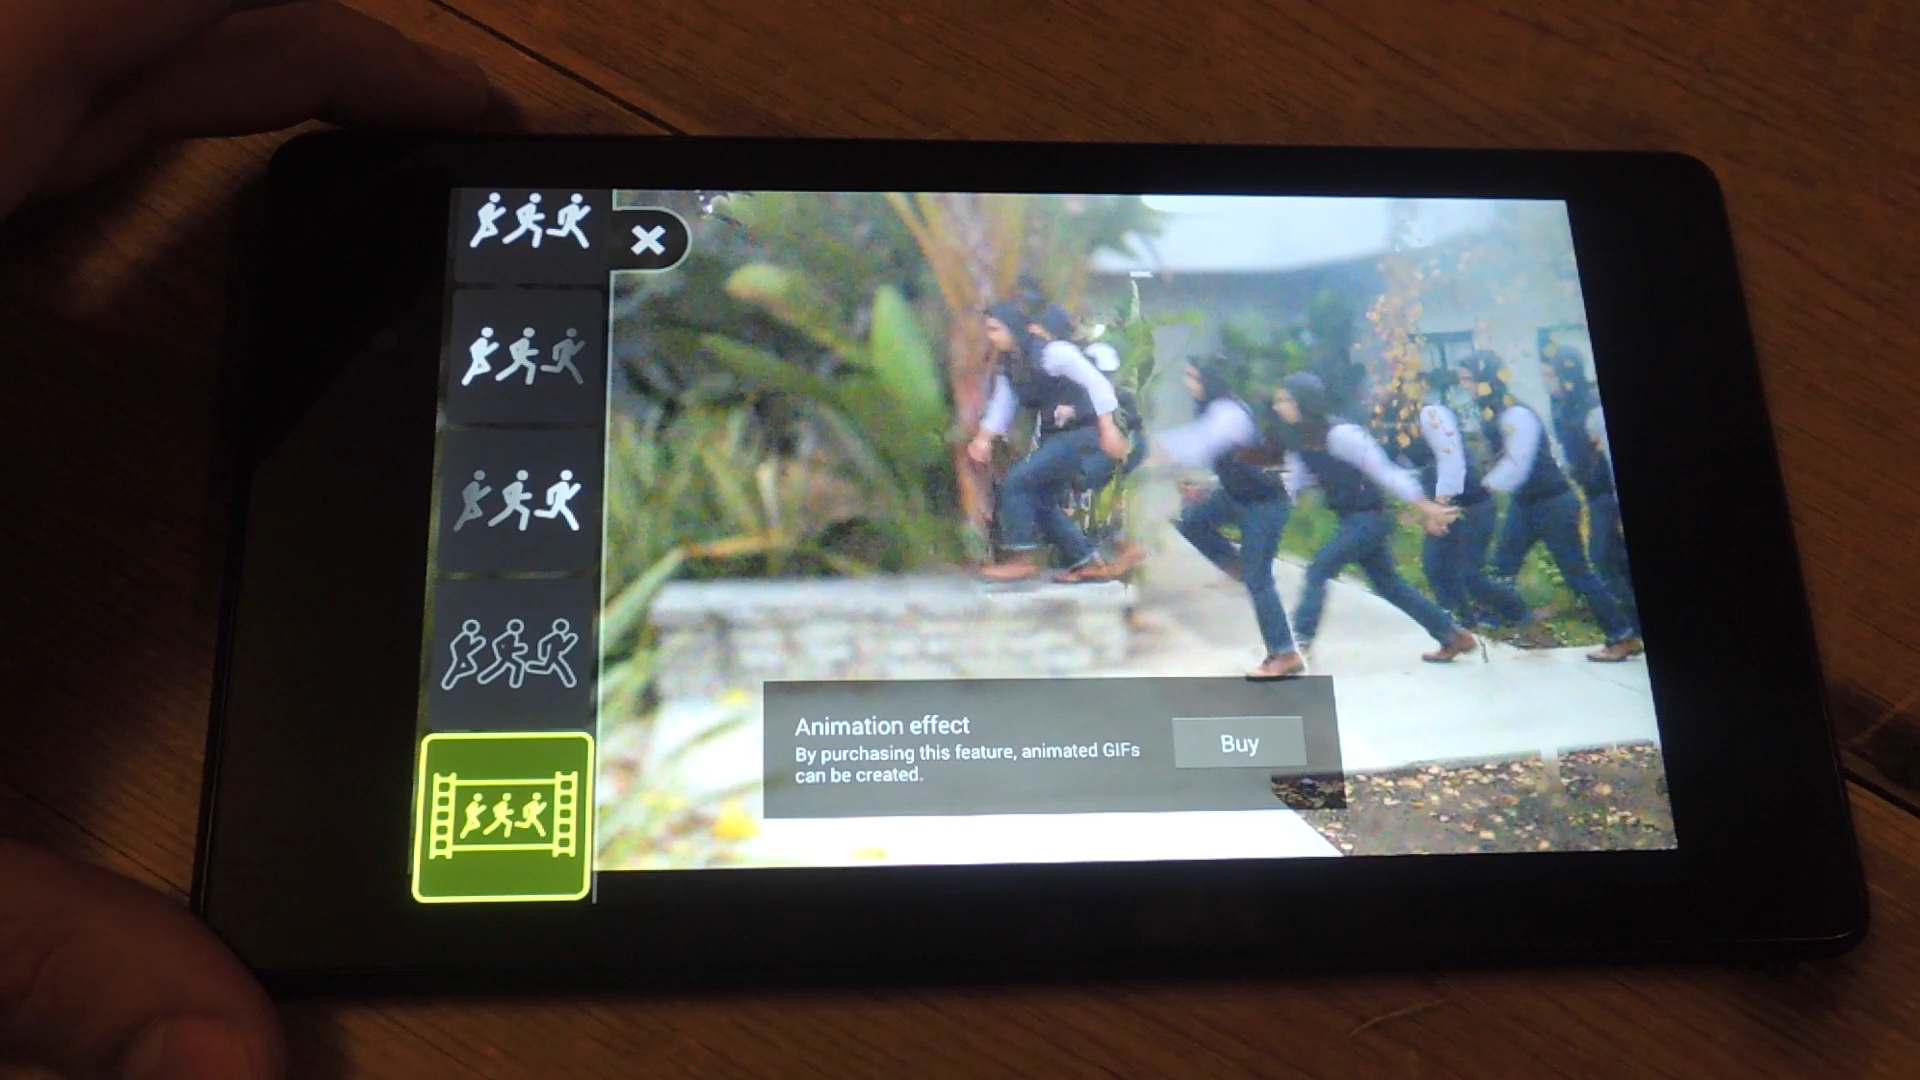 Animation effect
By purchasing this feature, animated GIFs
can be created.
Buy